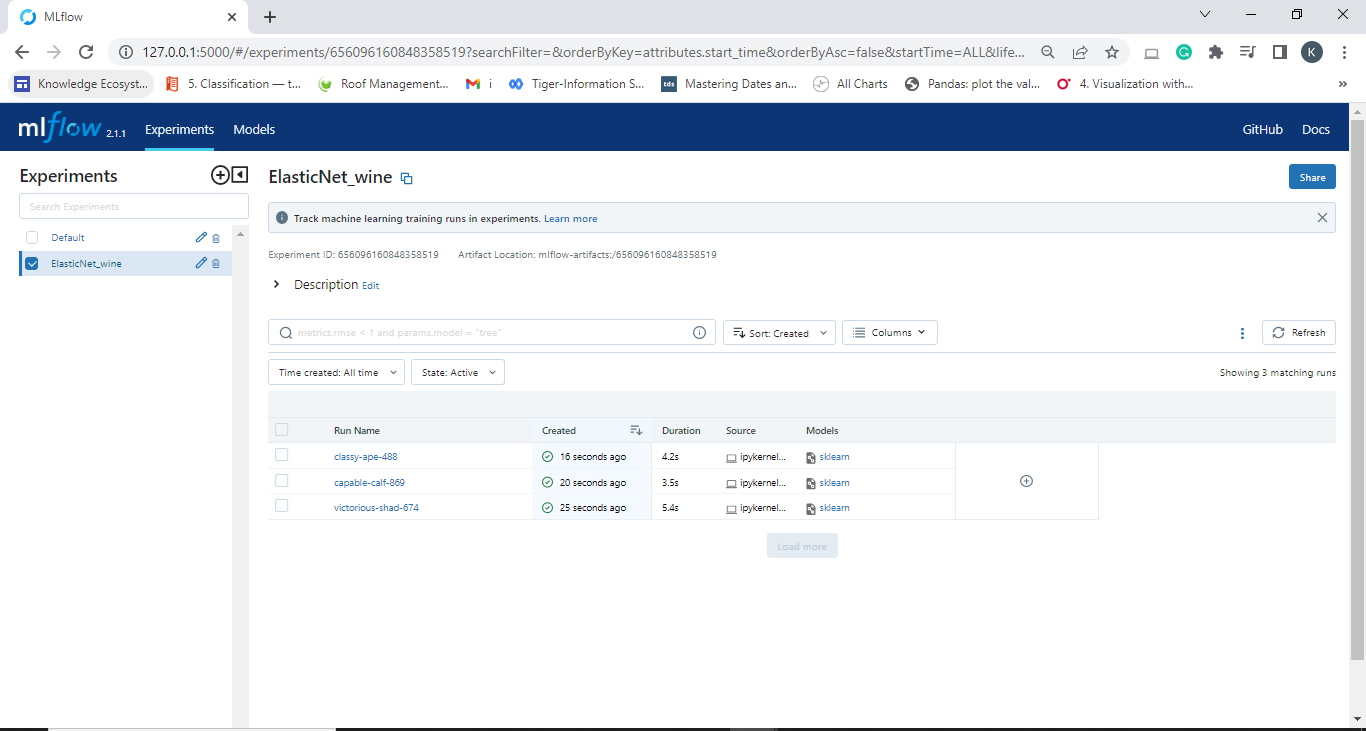 MLflow
127.0.0.1:5000/#/experiments/656096160848358519?searchFilter=&orderByKey=attributes.start_time&orderByAsc=false&startTime=ALL&life...
K
Knowledge Ecosyst... 5. Classification — t... Roof Management... i Tiger-Information S... tds Mastering Dates an... All Charts Pandas: plot the val... 4. Visualization with... »
mlflow 2.1.1 Experiments Models GitHub Docs
Experiments
Search Experiments
Default
ElasticNet_wine
ElasticNet_wine Share
Track machine learning training runs in experiments. Learn more
Experiment ID: 656096160848358519 Artifact Location: mlflow-artifacts:/656096160848358519
Description Edit
metrics.rmse < 1 and params.model = "tree" Sort: Created Columns Refresh
Time created: All time State: Active Showing 3 matching runs
Run Name Created Duration Source Models
classy-ape-488 16 seconds ago 4.2s ipykernel... sklearn
capable-calf-869 20 seconds ago 3.5s ipykernel... sklearn
victorious-shad-674 25 seconds ago 5.4s ipykernel... sklearn
Load more